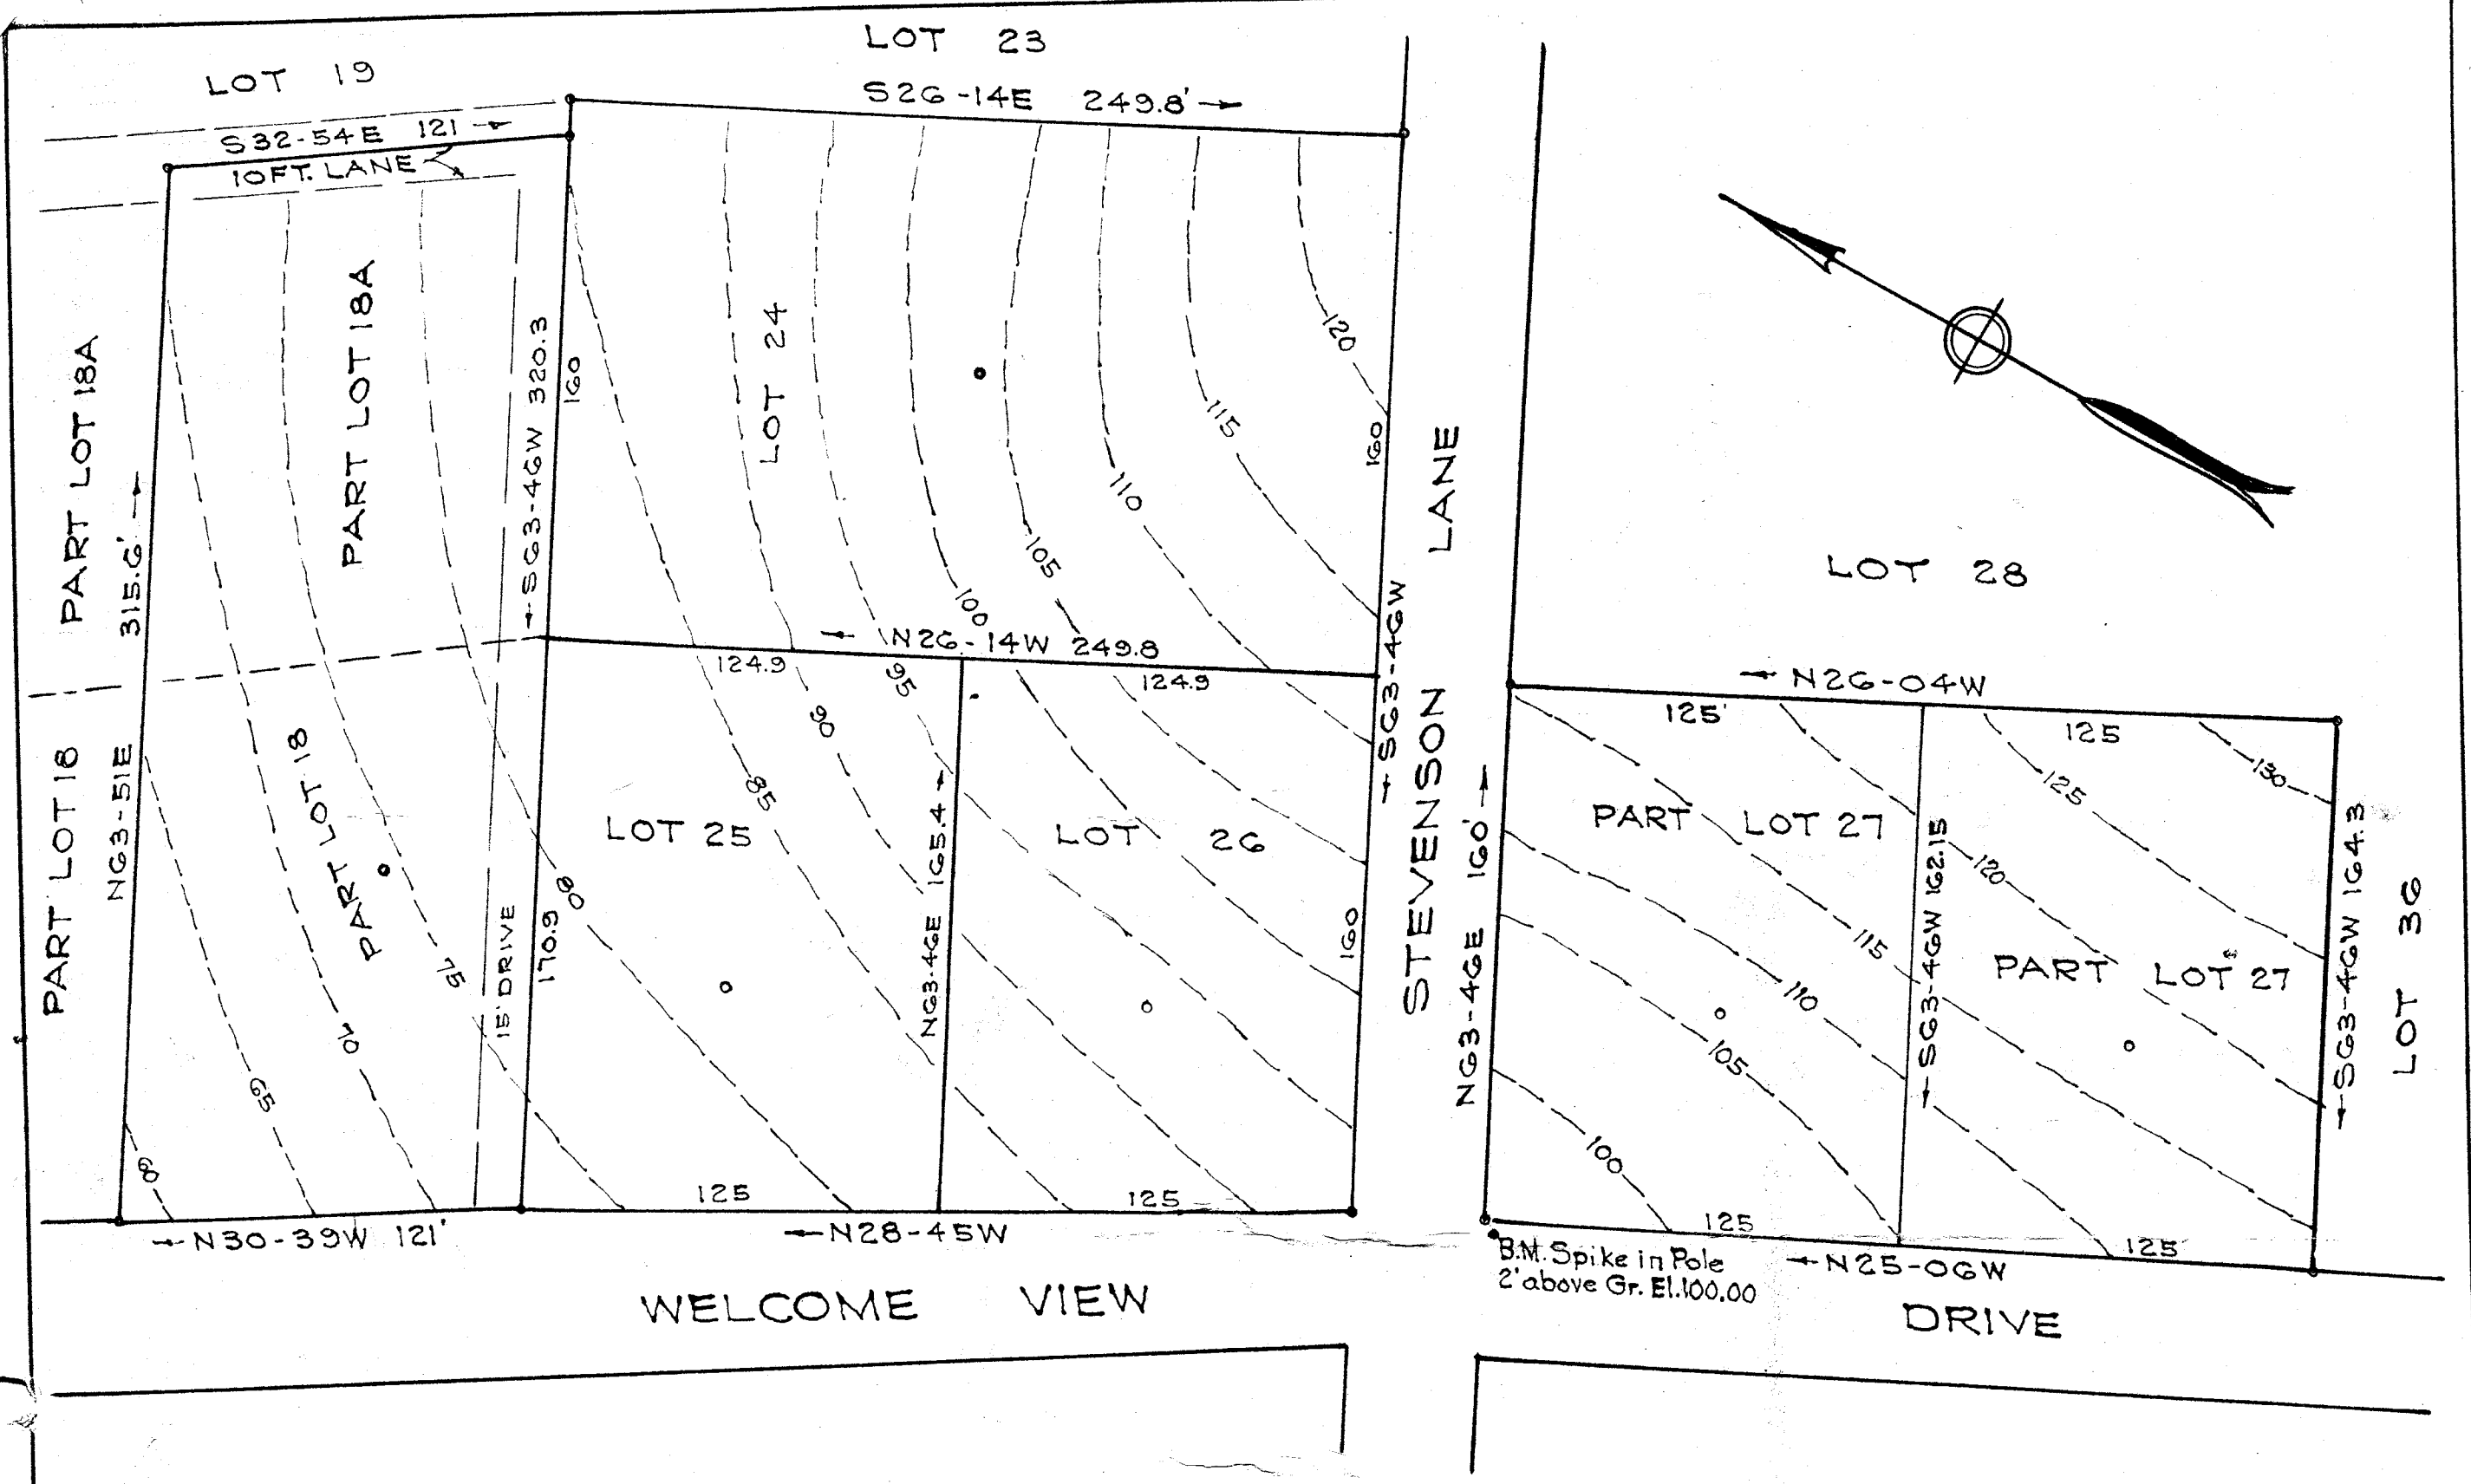 LOT 23
LOT 19
S26-14E 249.8'
S32-54E 121
10FT. LANE
PART LOT 18A
PART LOT 18A
315.6'
N63-51E
S63-46W 320.3
160
LOT 24
120
115
110
105
100
160
S63-46W
STEVENSON LANE
LOT 28
N26-14W 249.8
124.9
124.9
95
90
85
80
N26-04W
125'
125
130
125
120
115
110
105
100
PART LOT 18
PART LOT 18
75
70
65
60
15' DRIVE
170.9
LOT 25
N63-46E 165.4
LOT 26
160
N63-46E 160'
PART LOT 27
S63-46W 162.15
PART LOT 27
S63-46W 164.3
LOT 36
125
125
125
125
N30-39W 121'
N28-45W
B.M. Spike in Pole
2' above Gr. El.100.00
N25-06W
WELCOME VIEW DRIVE